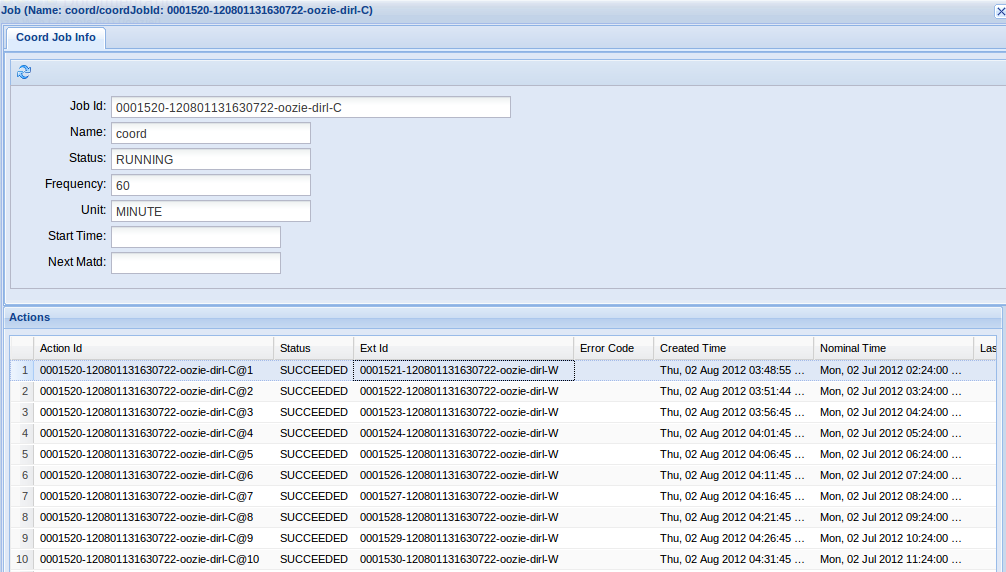 Job (Name: coord/coordJobId: 0001520-120801131630722-oozie-dirl-C)
Coord Job Info
Job Id: 0001520-120801131630722-oozie-dirl-C
Name: coord
Status: RUNNING
Frequency: 60
Unit: MINUTE
Start Time:
Next Matd:
Actions
Action Id Status Ext Id Error Code Created Time Nominal Time Las
1 0001520-120801131630722-oozie-dirl-C@1 SUCCEEDED 0001521-120801131630722-oozie-dirl-W Thu, 02 Aug 2012 03:48:55 ... Mon, 02 Jul 2012 02:24:00 ...
2 0001520-120801131630722-oozie-dirl-C@2 SUCCEEDED 0001522-120801131630722-oozie-dirl-W Thu, 02 Aug 2012 03:51:44 ... Mon, 02 Jul 2012 03:24:00 ...
3 0001520-120801131630722-oozie-dirl-C@3 SUCCEEDED 0001523-120801131630722-oozie-dirl-W Thu, 02 Aug 2012 03:56:45 ... Mon, 02 Jul 2012 04:24:00 ...
4 0001520-120801131630722-oozie-dirl-C@4 SUCCEEDED 0001524-120801131630722-oozie-dirl-W Thu, 02 Aug 2012 04:01:45 ... Mon, 02 Jul 2012 05:24:00 ...
5 0001520-120801131630722-oozie-dirl-C@5 SUCCEEDED 0001525-120801131630722-oozie-dirl-W Thu, 02 Aug 2012 04:06:45 ... Mon, 02 Jul 2012 06:24:00 ...
6 0001520-120801131630722-oozie-dirl-C@6 SUCCEEDED 0001526-120801131630722-oozie-dirl-W Thu, 02 Aug 2012 04:11:45 ... Mon, 02 Jul 2012 07:24:00 ...
7 0001520-120801131630722-oozie-dirl-C@7 SUCCEEDED 0001527-120801131630722-oozie-dirl-W Thu, 02 Aug 2012 04:16:45 ... Mon, 02 Jul 2012 08:24:00 ...
8 0001520-120801131630722-oozie-dirl-C@8 SUCCEEDED 0001528-120801131630722-oozie-dirl-W Thu, 02 Aug 2012 04:21:45 ... Mon, 02 Jul 2012 09:24:00 ...
9 0001520-120801131630722-oozie-dirl-C@9 SUCCEEDED 0001529-120801131630722-oozie-dirl-W Thu, 02 Aug 2012 04:26:45 ... Mon, 02 Jul 2012 10:24:00 ...
10 0001520-120801131630722-oozie-dirl-C@10 SUCCEEDED 0001530-120801131630722-oozie-dirl-W Thu, 02 Aug 2012 04:31:45 ... Mon, 02 Jul 2012 11:24:00 ...